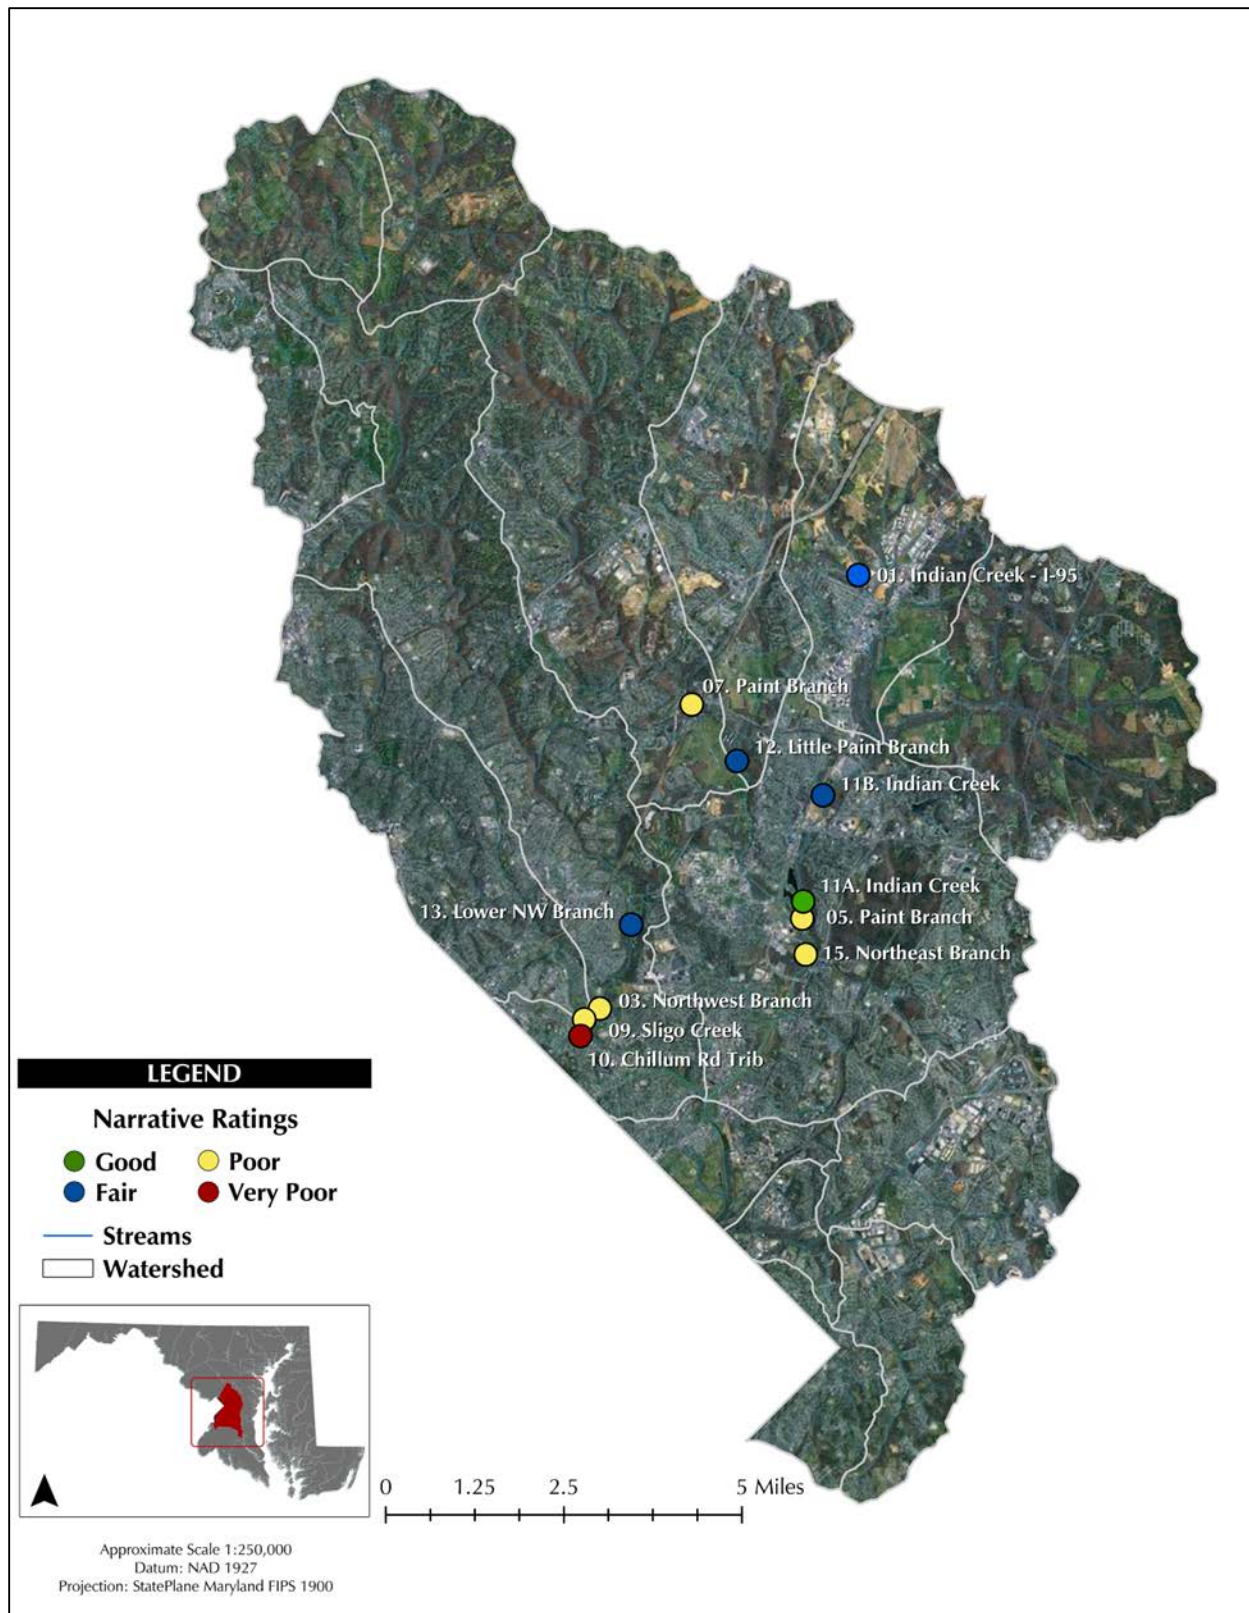 01. Indian Creek - I-95
07. Paint Branch
12. Little Paint Branch
11B. Indian Creek
11A. Indian Creek
13. Lower NW Branch
05. Paint Branch
15. Northeast Branch
03. Northwest Branch
09. Sligo Creek
10. Chillum Rd Trib
LEGEND
Narrative Ratings
Good Poor
Fair Very Poor
Streams
Watershed
0 1.25 2.5 5 Miles
Approximate Scale 1:250,000
Datum: NAD 1927
Projection: StatePlane Maryland FIPS 1900